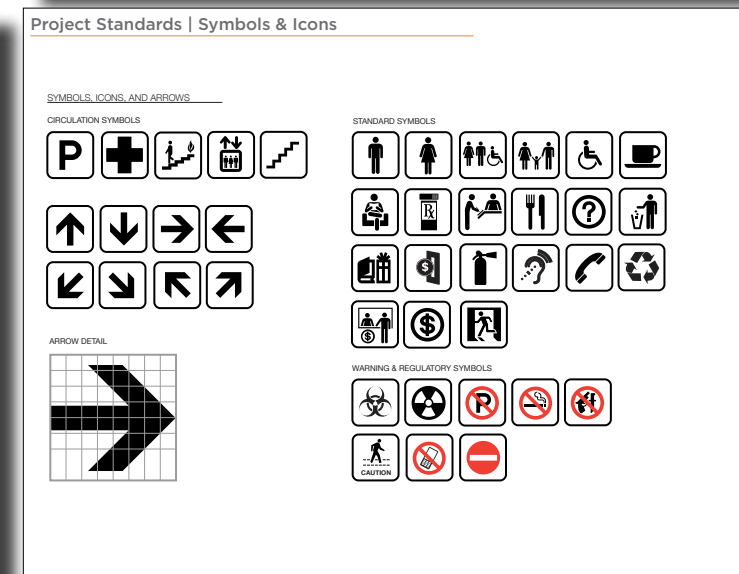 Project Standards | Symbols & Icons
SYMBOLS, ICONS, AND ARROWS
CIRCULATION SYMBOLS
P
STANDARD SYMBOLS
Rx
?
$
$
$
ARROW DETAIL
WARNING & REGULATORY SYMBOLS
P
CAUTION